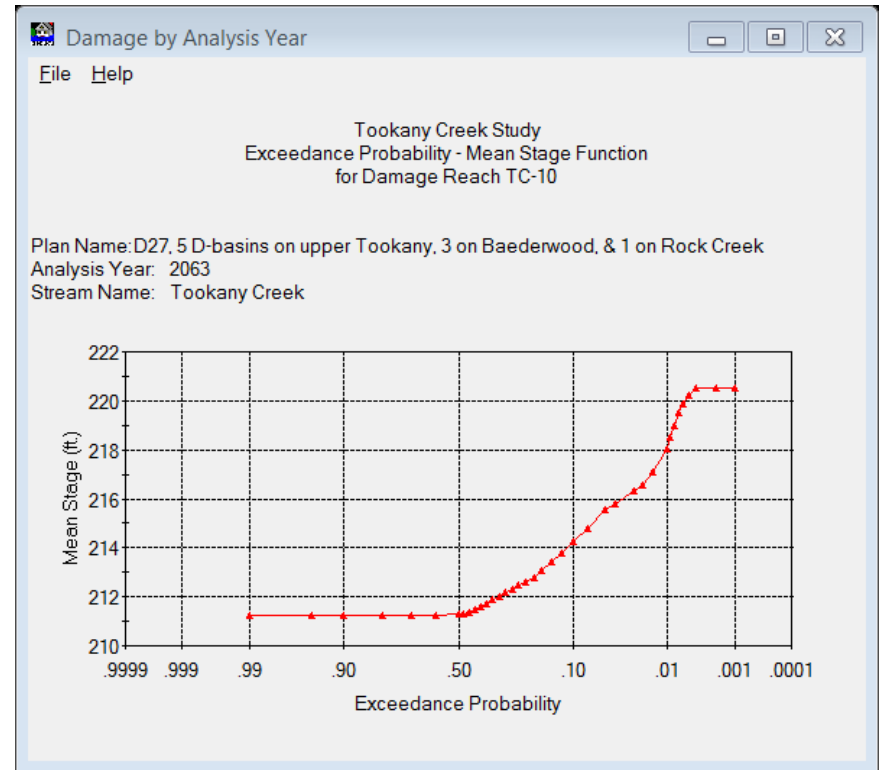 Damage by Analysis Year
File Help
Tookany Creek Study
Exceedance Probability - Mean Stage Function
for Damage Reach TC-10
Plan Name:D27, 5 D-basins on upper Tookany, 3 on Baederwood, & 1 on Rock Creek
Analysis Year: 2063
Stream Name: Tookany Creek
222
220
218
216
214
212
210
Mean Stage (ft.)
.9999 .999 .99 .90 .50 .10 .01 .001 .0001
Exceedance Probability